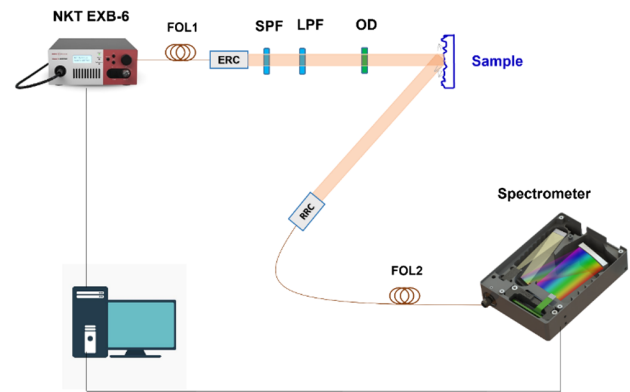 NKT EXB-6
FOL1
SPF
LPF
OD
ERC
Sample
RRC
Spectrometer
FOL2